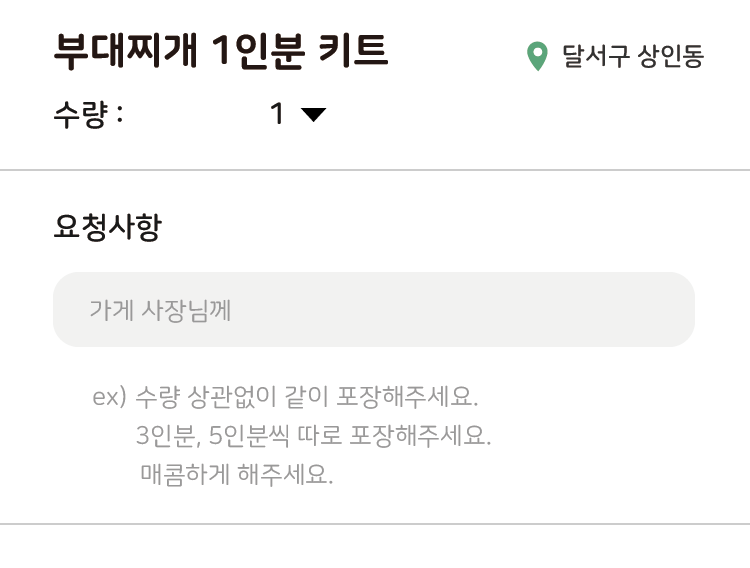 부대찌개 1인분 키트
달서구 상인동
수량 : 1
요청사항
가게 사장님께
ex) 수량 상관없이 같이 포장해주세요.
3인분, 5인분씩 따로 포장해주세요.
매콤하게 해주세요.